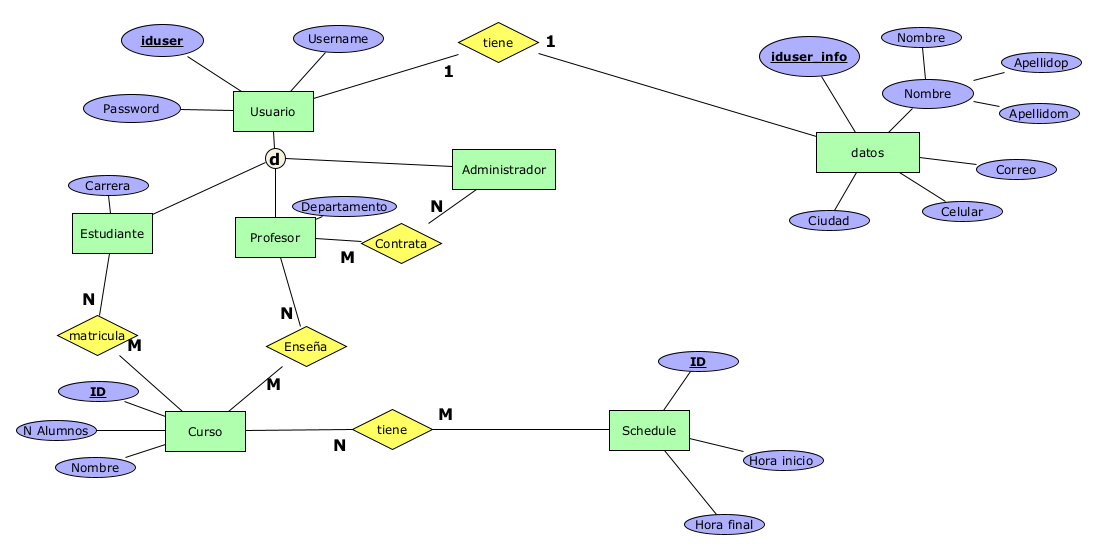 iduser
Username
tiene
1
1
Nombre
iduser_info
Apellidop
Nombre
Password
Usuario
Apellidom
datos
d
Administrador
Correo
Carrera
Departamento
N
Celular
Ciudad
Estudiante
Profesor
Contrata
M
N
N
matricula
M
Enseña
ID
M
ID
N Alumnos
Curso
tiene
M
N
Schedule
Nombre
Hora inicio
Hora final